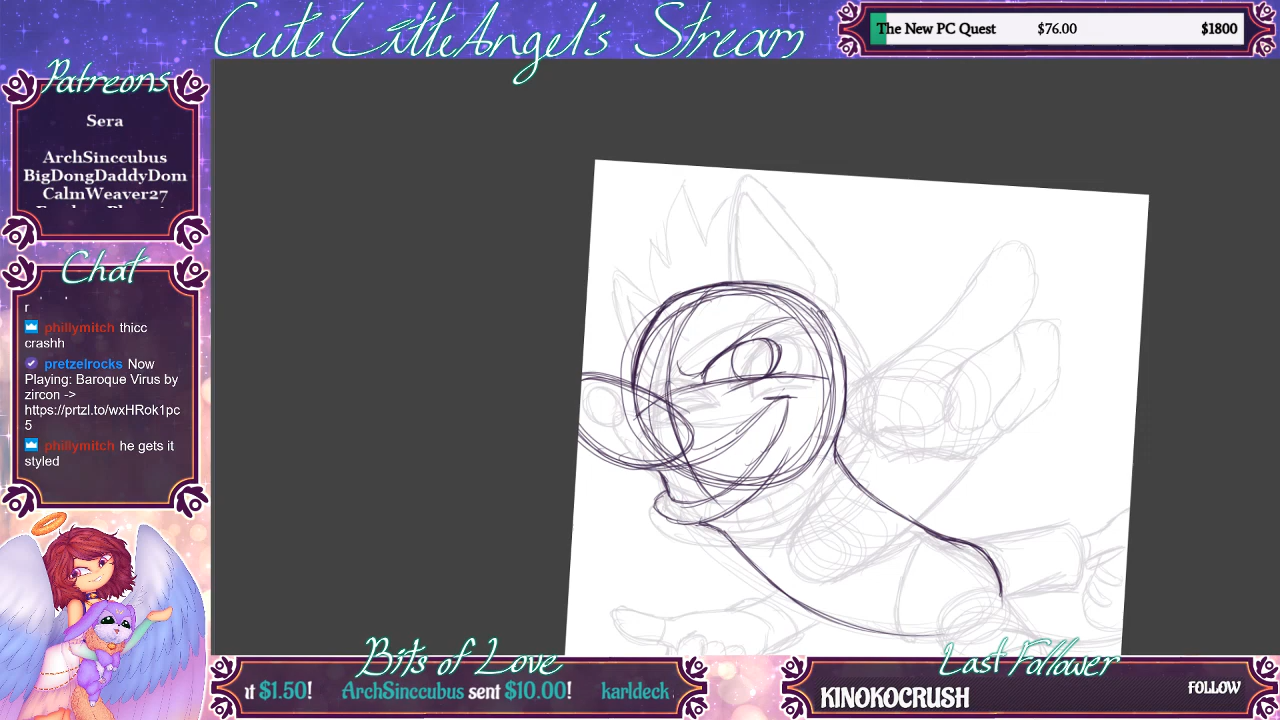 CuteLittleAngel's Stream
The New PC Quest $76.00 $1800
Patreons
Sera
ArchSinccubus
BigDongDaddyDom
CalmWeaver27
Chat
r
phillymitch thicc
crashh
pretzelrocks Now
Playing: Baroque Virus by
zircon ->
https://prtzl.to/wxHRok1pc
5
phillymitch he gets it
styled
Bits of Love
$1.50! ArchSinccubus sent $10.00! karldeck
Last Follower
KINOKOCRUSH FOLLOW